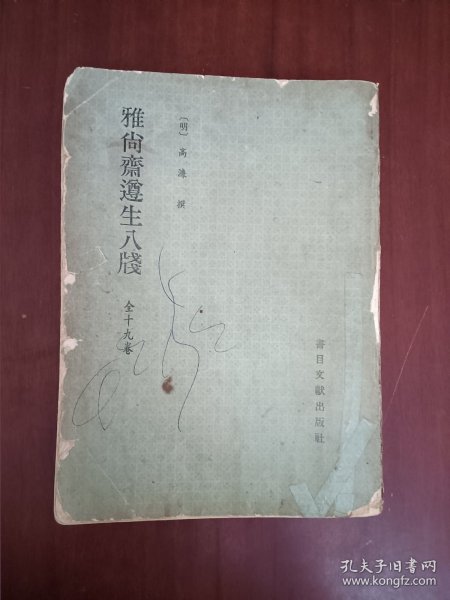 雅尙齋遵生八牋
全十九卷
〔明〕高濂 撰
書目文獻出版社
孔夫子旧书网
www.kongfz.com